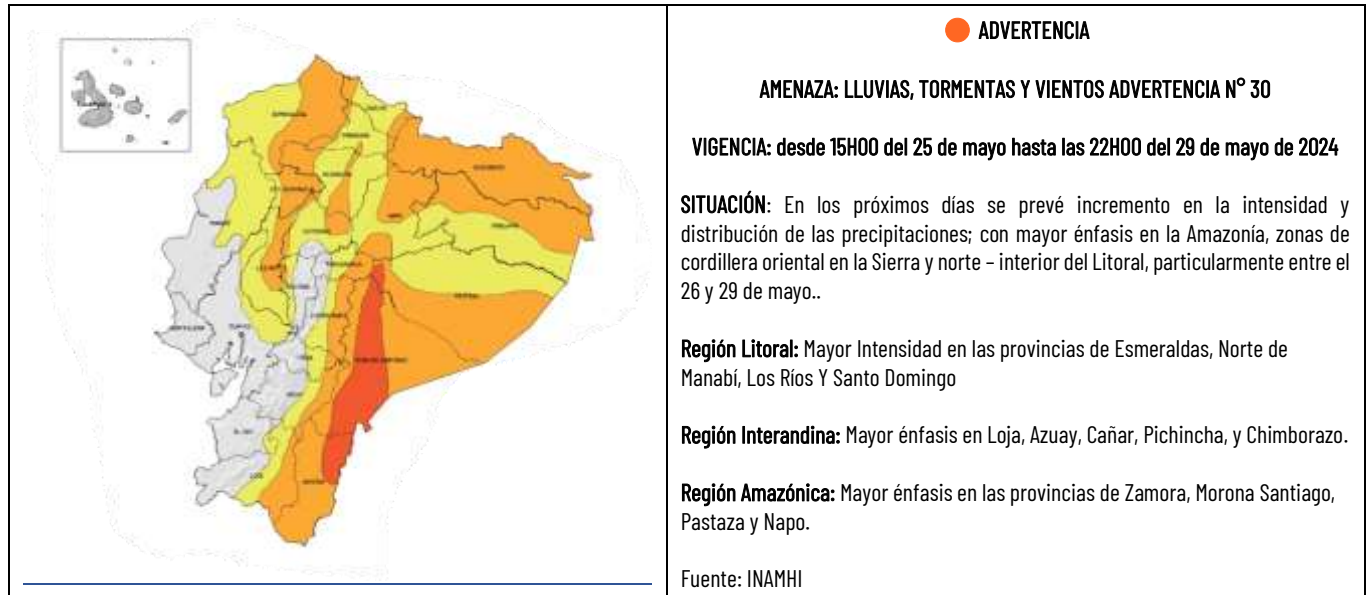 ADVERTENCIA
AMENAZA: LLUVIAS, TORMENTAS Y VIENTOS ADVERTENCIA N° 30
VIGENCIA: desde 15H00 del 25 de mayo hasta las 22H00 del 29 de mayo de 2024
SITUACIÓN: En los próximos días se prevé incremento en la intensidad y
distribución de las precipitaciones; con mayor énfasis en la Amazonía, zonas de
cordillera oriental en la Sierra y norte – interior del Litoral, particularmente entre el
26 y 29 de mayo..
Región Litoral: Mayor Intensidad en las provincias de Esmeraldas, Norte de
Manabí, Los Ríos Y Santo Domingo
Región Interandina: Mayor énfasis en Loja, Azuay, Cañar, Pichincha, y Chimborazo.
Región Amazónica: Mayor énfasis en las provincias de Zamora, Morona Santiago,
Pastaza y Napo.
Fuente: INAMHI